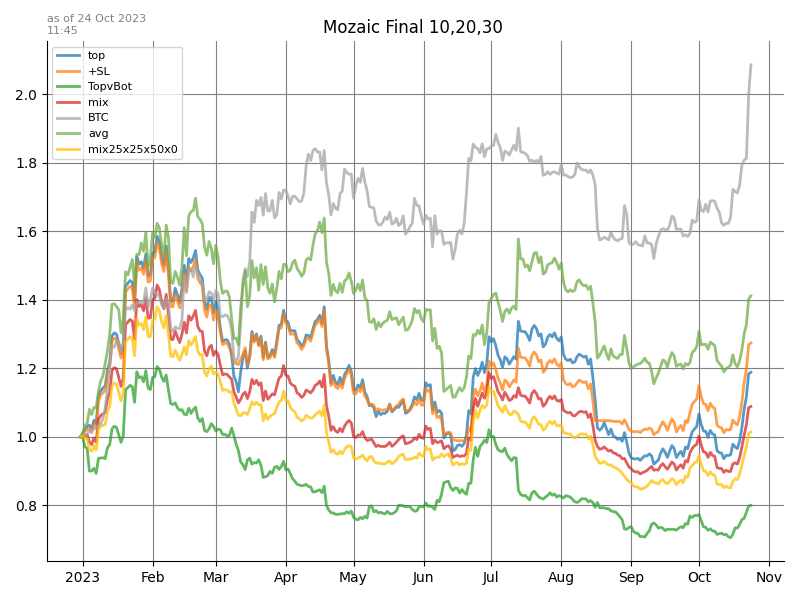 as of 24 Oct 2023
11:45
Mozaic Final 10,20,30
top
+SL
TopvBot
mix
BTC
avg
mix25x25x50x0
2.0
1.8
1.6
1.4
1.2
1.0
0.8
2023 Feb Mar Apr May Jun Jul Aug Sep Oct Nov